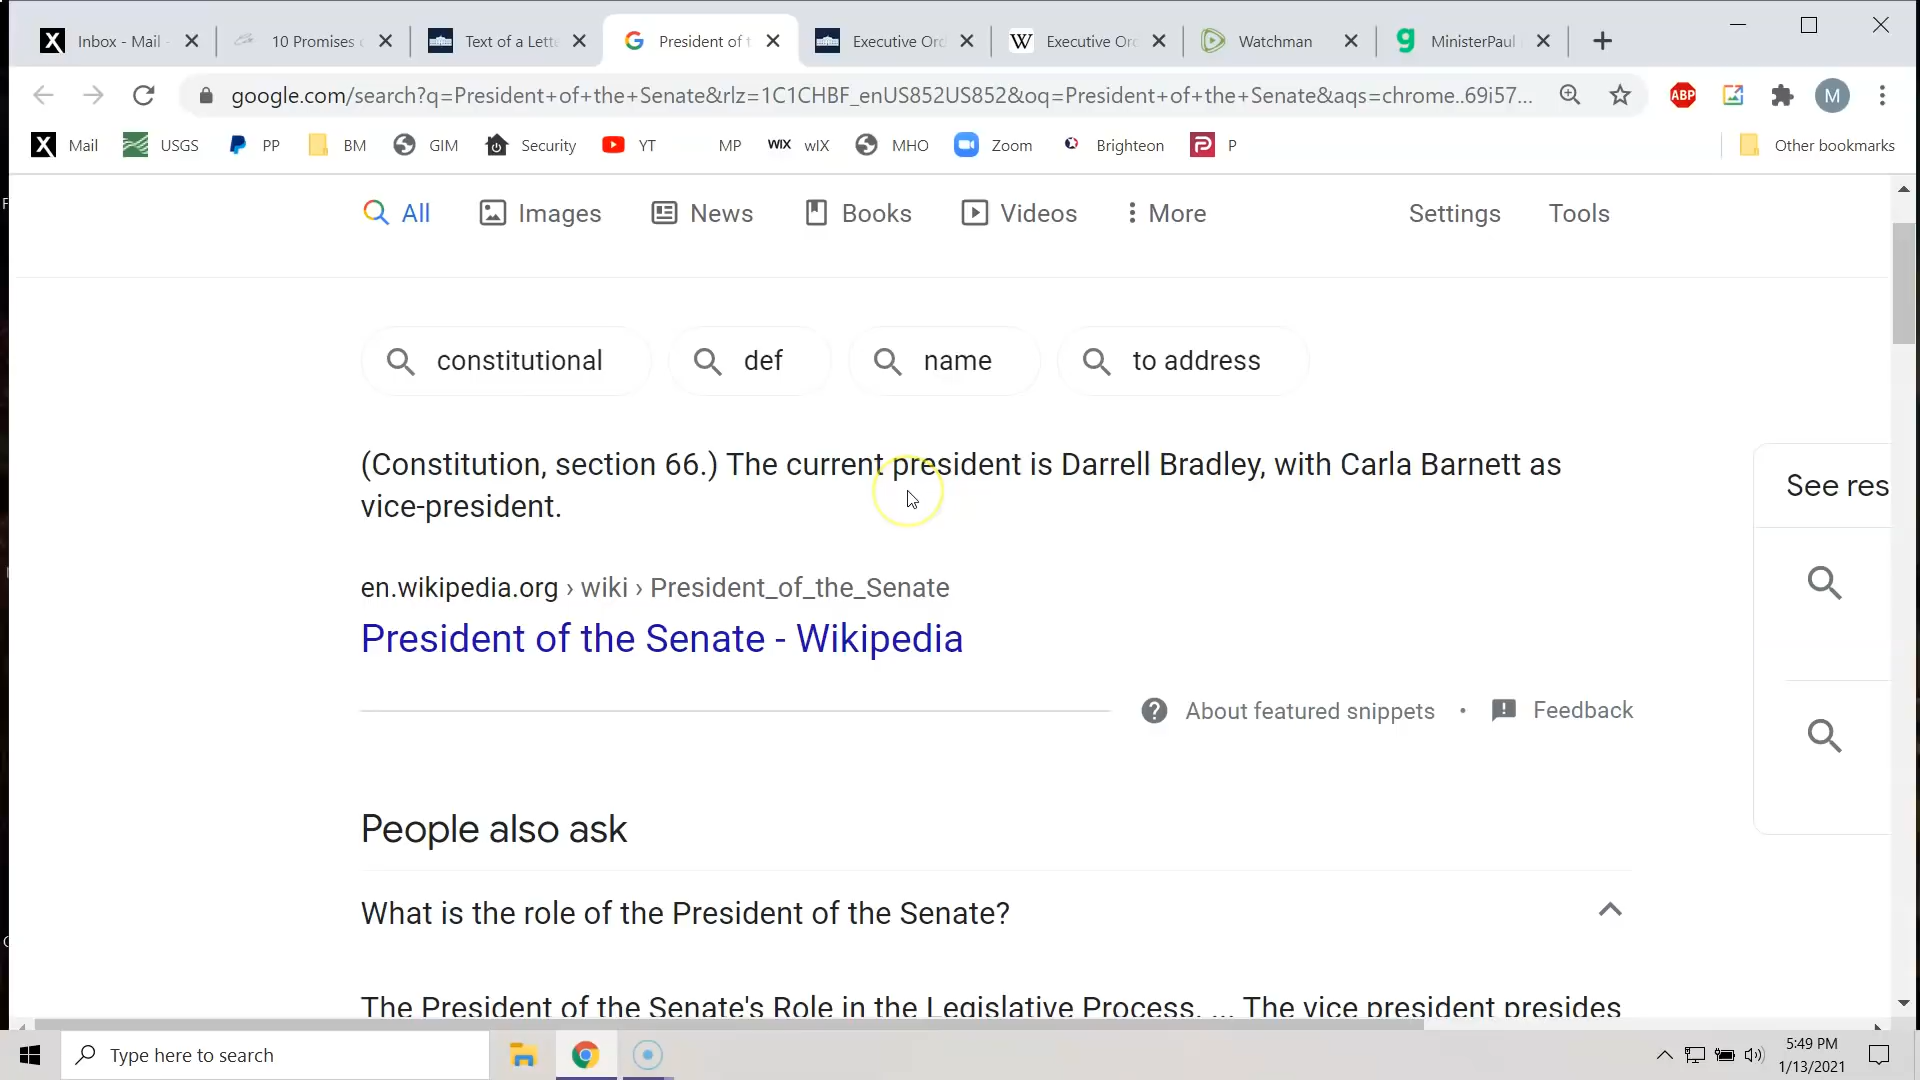 Inbox - Mail
10 Promises
Text of a Lette
President of t
Executive Ord
W Executive Ord
Watchman
MinisterPaul
google.com/search?q=President+of+the+Senate&rlz=1C1CHBF_enUS852US852&oq=President+of+the+Senate&aqs=chrome..69i57...
ABP
M
Mail USGS PP BM GIM Security YT MP WIX wIX MHO Zoom Brighteon P Other bookmarks
All Images News Books Videos More Settings Tools
constitutional def name to address
(Constitution, section 66.) The current president is Darrell Bradley, with Carla Barnett as
vice-president.
See res
en.wikipedia.org › wiki › President_of_the_Senate
President of the Senate - Wikipedia
About featured snippets • Feedback
People also ask
What is the role of the President of the Senate?
The President of the Senate's Role in the Legislative Process. ... The vice president presides
Type here to search
5:49 PM
1/13/2021